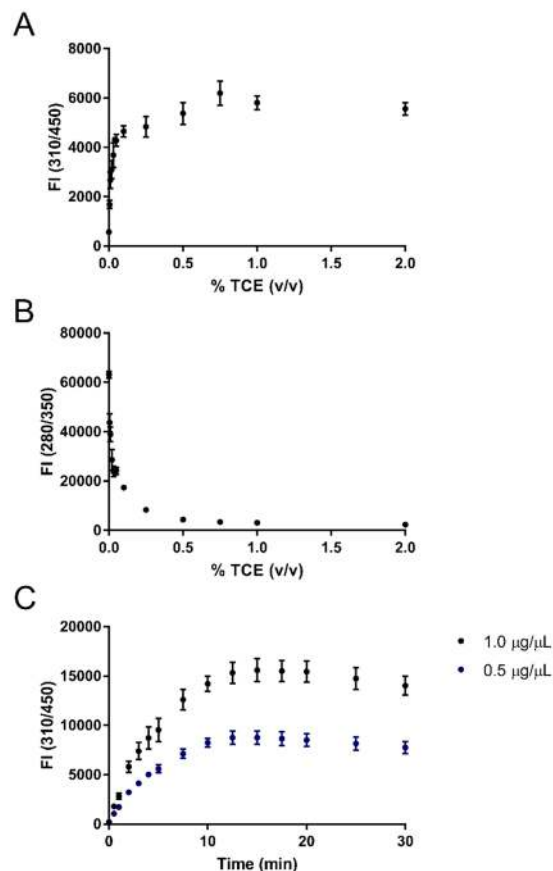 A
8000
6000
4000
2000
0
FI (310/450)
0.0 0.5 1.0 1.5 2.0
% TCE (v/v)
B
80000
60000
40000
20000
0
FI (280/350)
0.0 0.5 1.0 1.5 2.0
% TCE (v/v)
C
20000
15000
10000
5000
0
FI (310/450)
0 10 20 30
Time (min)
1.0 μg/μL
0.5 μg/μL